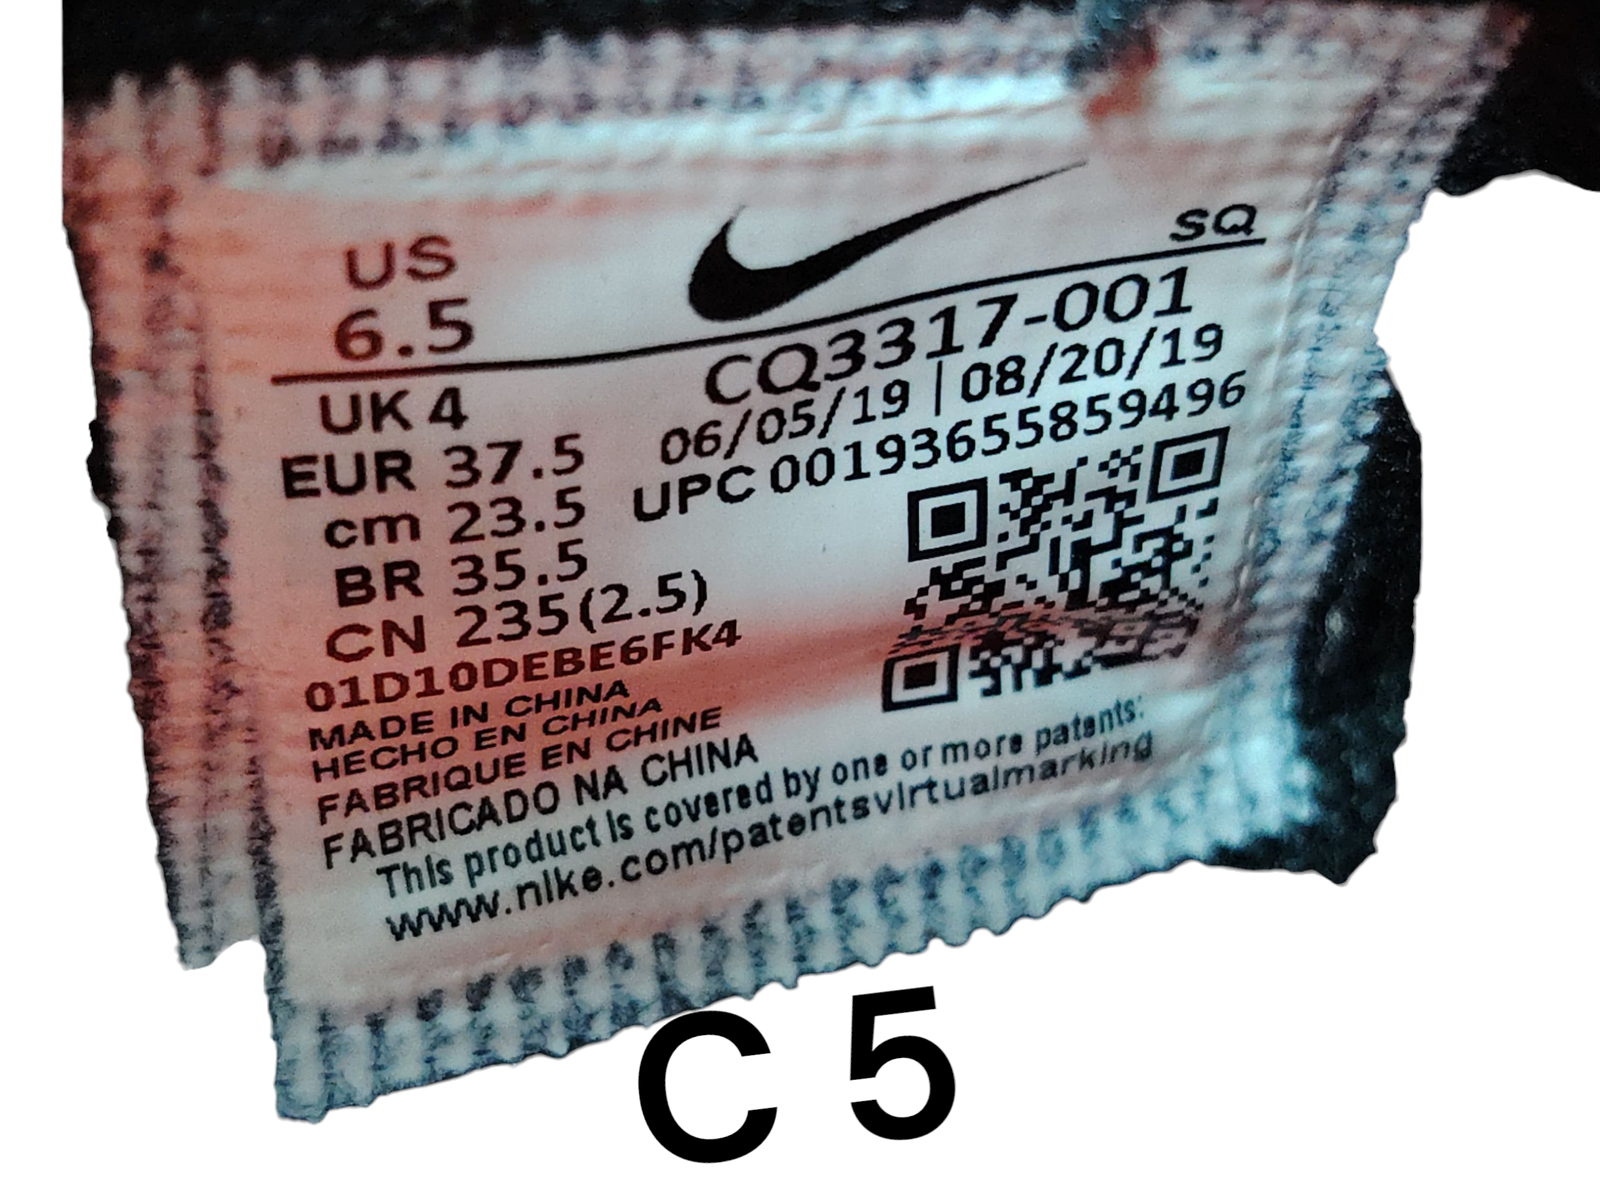 US
6.5
UK 4
EUR 37.5
cm 23.5
BR 35.5
CN 235(2.5)
SQ
CQ3317-001
06/05/19 | 08/20/19
UPC 00193655859496
01D10DEBE6FK4
MADE IN CHINA
HECHO EN CHINA
FABRIQUE EN CHINE
FABRICADO NA CHINA
This product is covered by one or more patents:
www.nike.com/patentsvirtualmarking
C 5